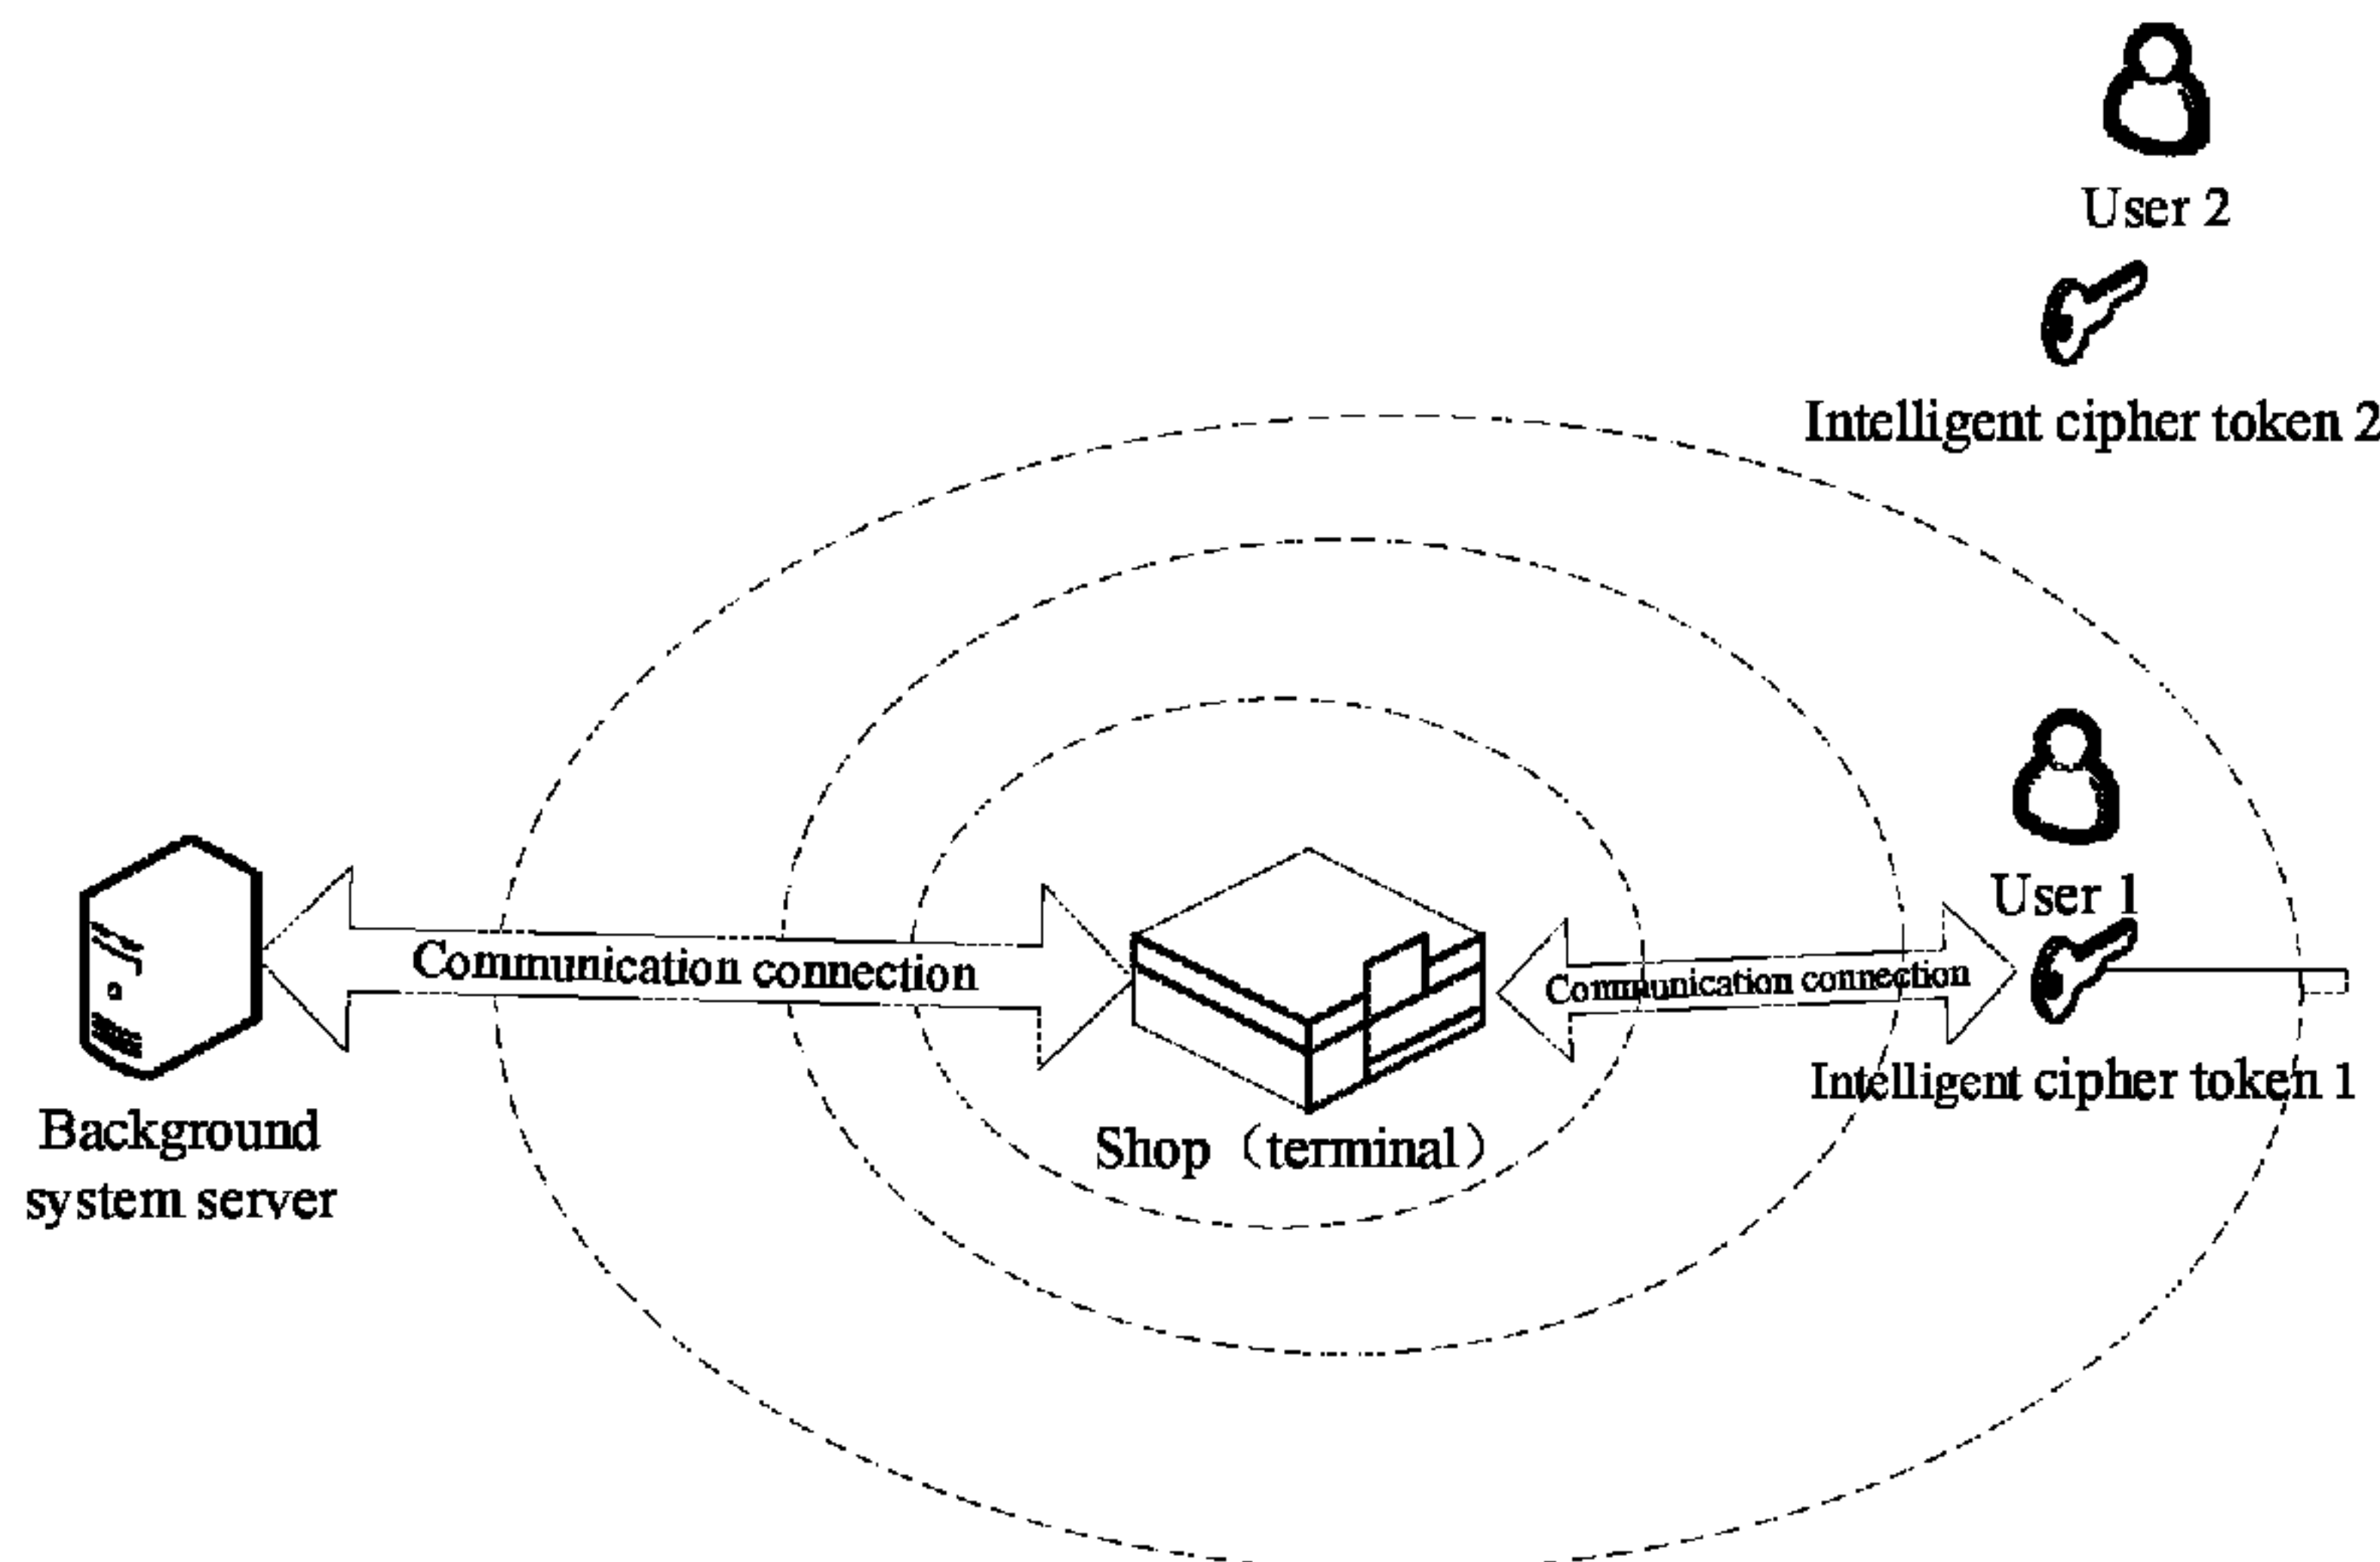 User 2
Intelligent cipher token 2
User 1
Communication connection
Communication connection
Intelligent cipher token 1
Background
system server
Shop（terminal）